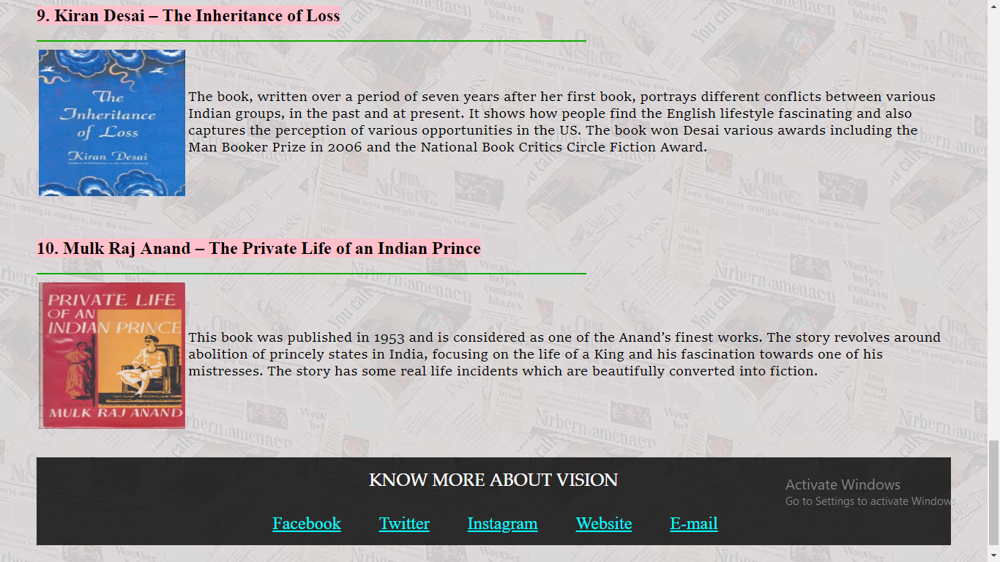 9. Kiran Desai – The Inheritance of Loss
The
Inheritance
of Loss
Kiran Desai
The book, written over a period of seven years after her first book, portrays different conflicts between various
Indian groups, in the past and at present. It shows how people find the English lifestyle fascinating and also
captures the perception of various opportunities in the US. The book won Desai various awards including the
Man Booker Prize in 2006 and the National Book Critics Circle Fiction Award.
10. Mulk Raj Anand – The Private Life of an Indian Prince
PRIVATE LIFE
OF AN
INDIAN PRINCE
MULK RAJ ANAND
This book was published in 1953 and is considered as one of the Anand’s finest works. The story revolves around
abolition of princely states in India, focusing on the life of a King and his fascination towards one of his
mistresses. The story has some real life incidents which are beautifully converted into fiction.
KNOW MORE ABOUT VISION
Facebook Twitter Instagram Website E-mail
Activate Windows
Go to Settings to activate Windows.